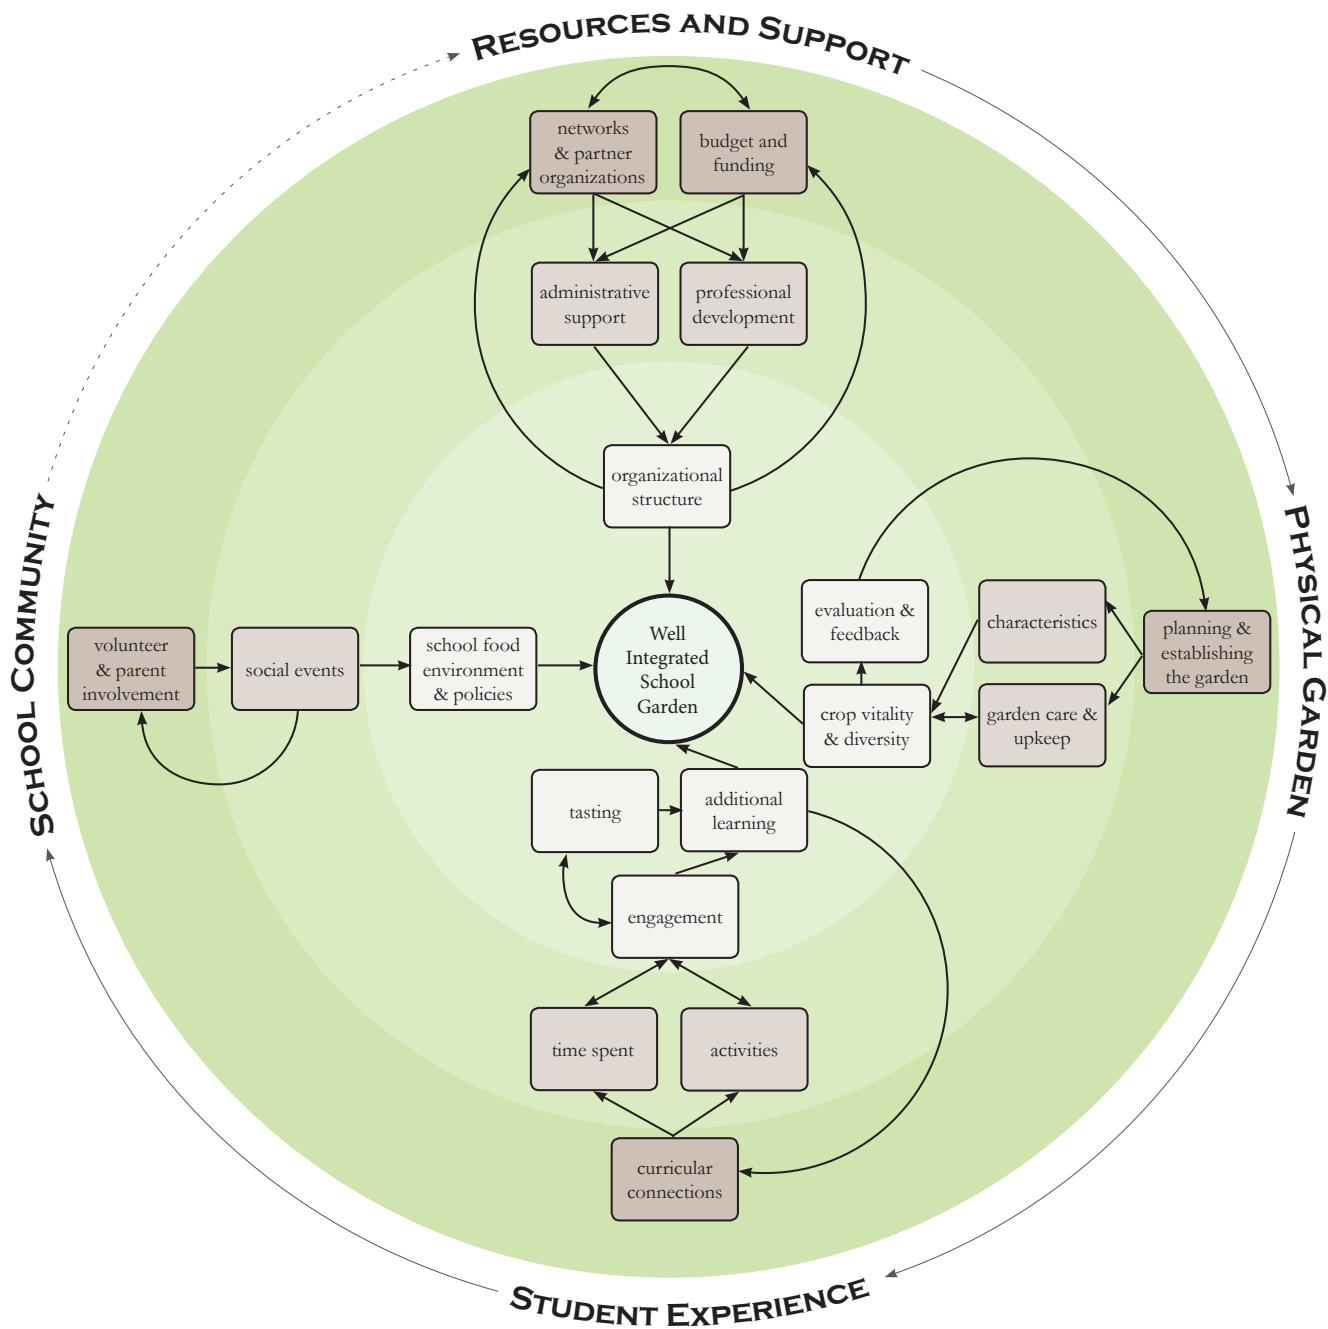 RESOURCES AND SUPPORT
networks
& partner
organizations
budget and
funding
administrative
support
professional
development
organizational
structure
SCHOOL COMMUNITY
volunteer
& parent
involvement
social events
school food
environment
& policies
Well
Integrated
School
Garden
evaluation &
feedback
crop vitality
& diversity
characteristics
garden care &
upkeep
planning &
establishing
the garden
PHYSICAL GARDEN
tasting
additional
learning
engagement
time spent
activities
curricular
connections
STUDENT EXPERIENCE